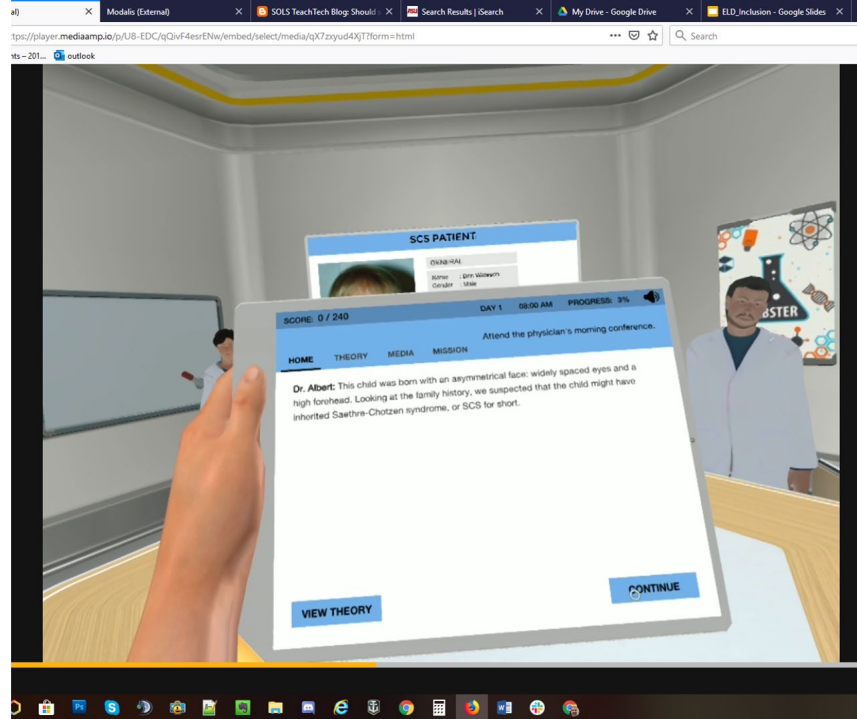 al)
Modalis (External)
SOLS TeachTech Blog: Should
ASU Search Results | iSearch
My Drive - Google Drive
ELD_Inclusion - Google Slides
tps://player.mediaamp.io/p/U8-EDC/qQivF4esrENw/embed/select/media/qX7zxyud4XjT?form=html
Search
nts – 201...
outlook
SCS PATIENT
GENERAL
Name :
Gender : Male
BSTER
SCORE: 0 / 240
DAY 1 08:00 AM PROGRESS: 3%
Attend the physician's morning conference.
HOME THEORY MEDIA MISSION
Dr. Albert: This child was born with an asymmetrical face: widely spaced eyes and a
high forehead. Looking at the family history, we suspected that the child might have
inherited Saethre-Chotzen syndrome, or SCS for short.
VIEW THEORY
CONTINUE
Ps